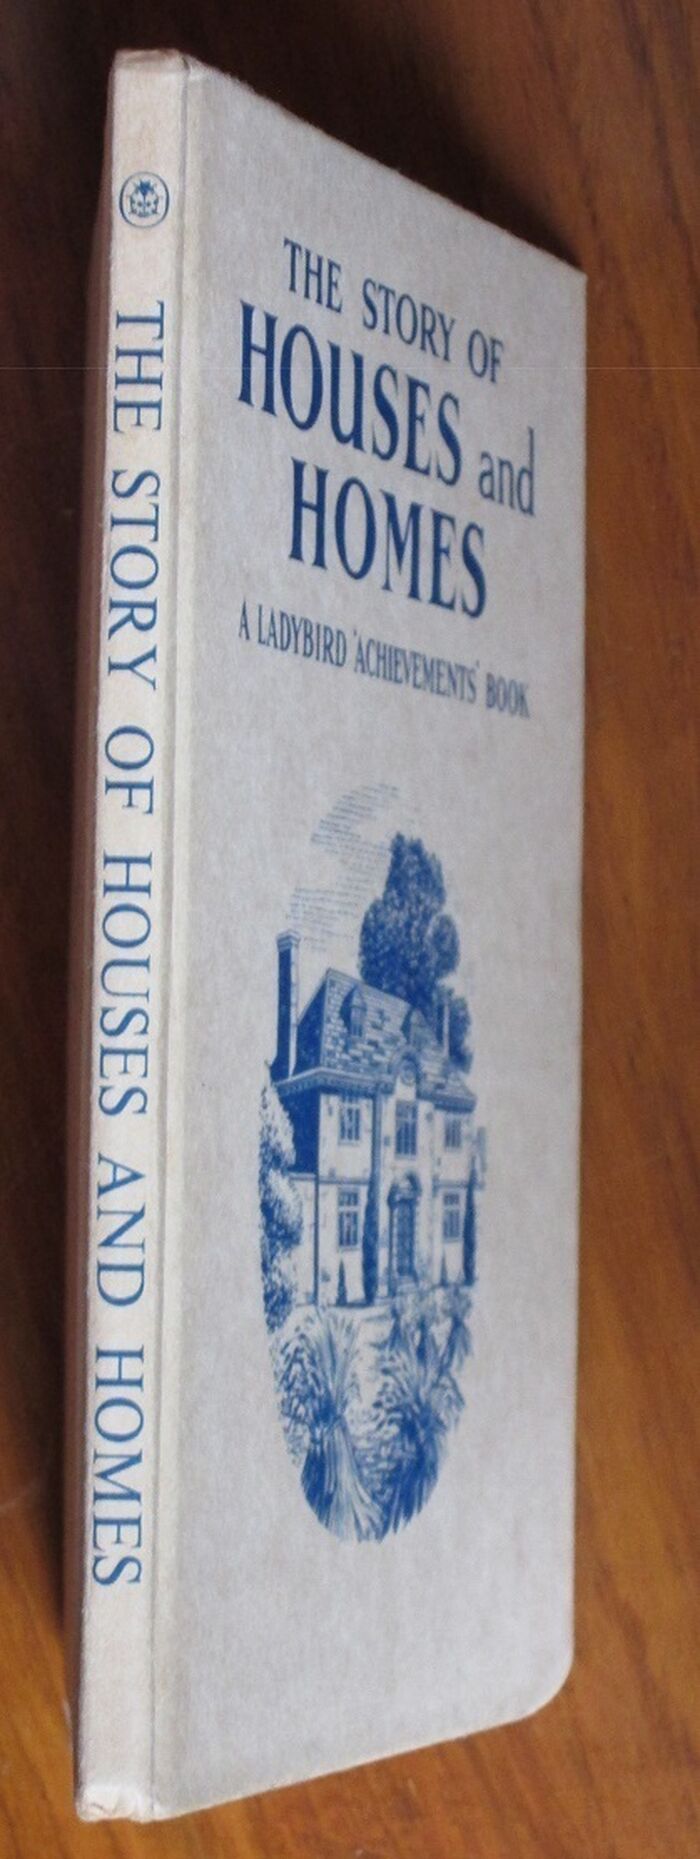 THE STORY OF HOUSES AND HOMES
THE STORY OF
HOUSES and
HOMES
A LADYBIRD 'ACHIEVEMENTS' BOOK